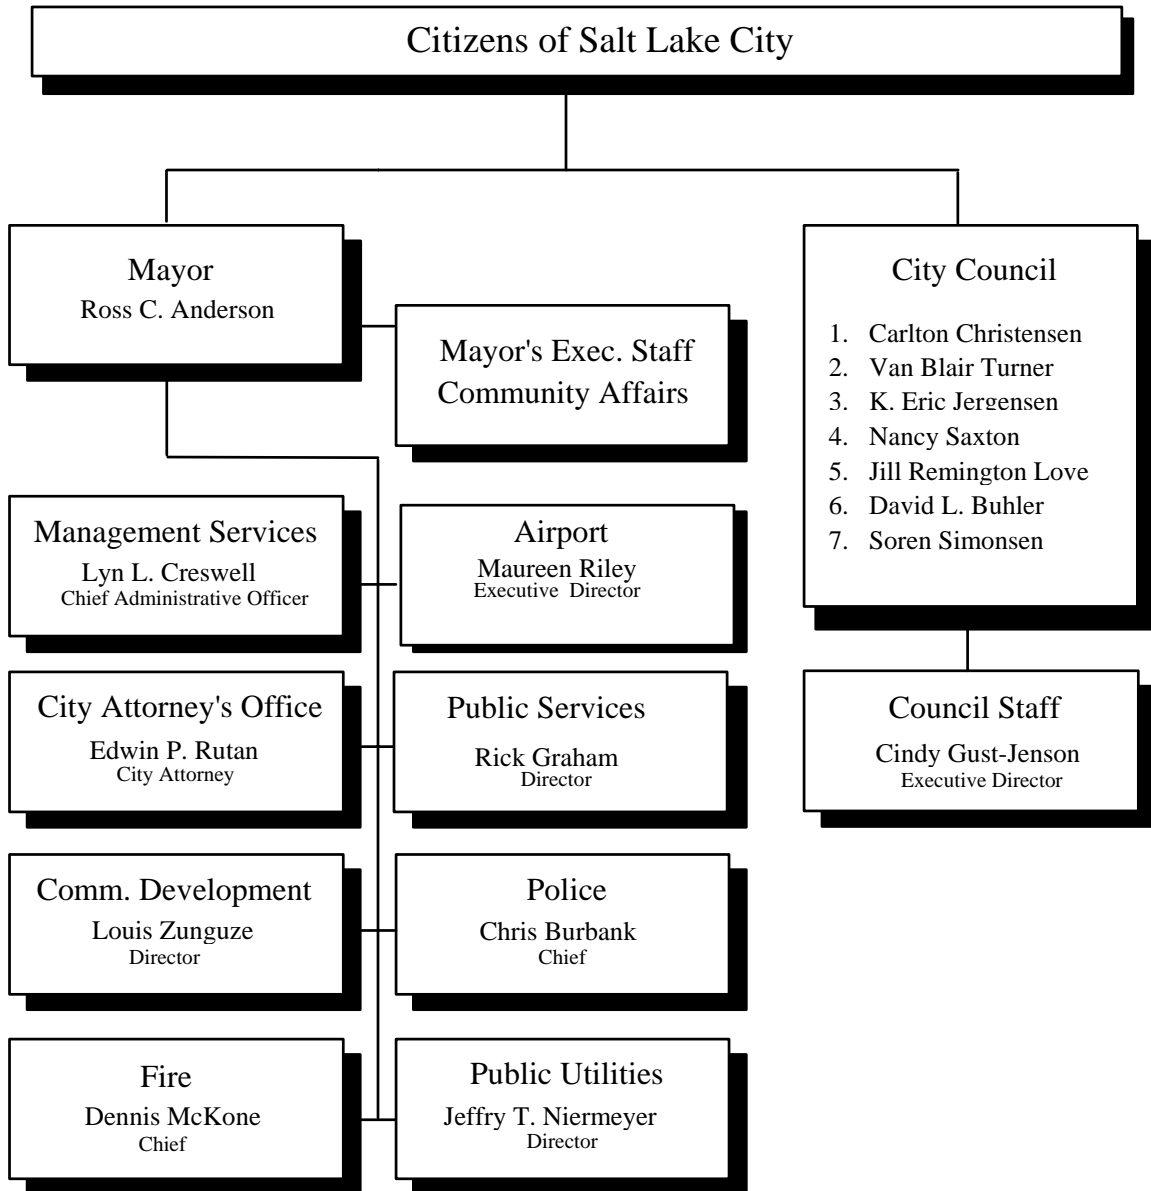 Citizens of Salt Lake City
Mayor
Ross C. Anderson
Mayor's Exec. Staff
Community Affairs
City Council
1. Carlton Christensen
2. Van Blair Turner
3. K. Eric Jergensen
4. Nancy Saxton
5. Jill Remington Love
6. David L. Buhler
7. Soren Simonsen
Management Services
Lyn L. Creswell
Chief Administrative Officer
Airport
Maureen Riley
Executive Director
City Attorney's Office
Edwin P. Rutan
City Attorney
Public Services
Rick Graham
Director
Council Staff
Cindy Gust-Jenson
Executive Director
Comm. Development
Louis Zunguze
Director
Police
Chris Burbank
Chief
Fire
Dennis McKone
Chief
Public Utilities
Jeffry T. Niermeyer
Director